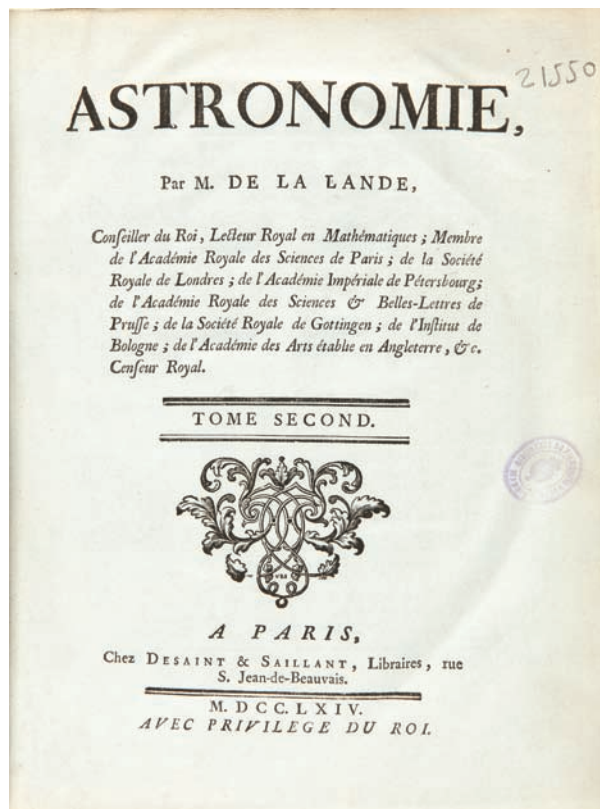 21550
ASTRONOMIE,
Par M. DE LA LANDE,
Conſeiller du Roi, Lecteur Royal en Mathématiques; Membre
de l'Académie Royale des Sciences de Paris; de la Société
Royale de Londres; de l'Académie Impériale de Pétersbourg;
de l'Académie Royale des Sciences & Belles-Lettres de
Pruſſe; de la Société Royale de Gottingen; de l'Inſtitut de
Bologne; de l'Académie des Arts établie en Angleterre, &c.
Cenſeur Royal.
TOME SECOND.
A PARIS,
Chez DESAINT & SAILLANT, Libraires, rue
S. Jean-de-Beauvais.
M. DCC. LXIV.
AVEC PRIVILEGE DU ROI.